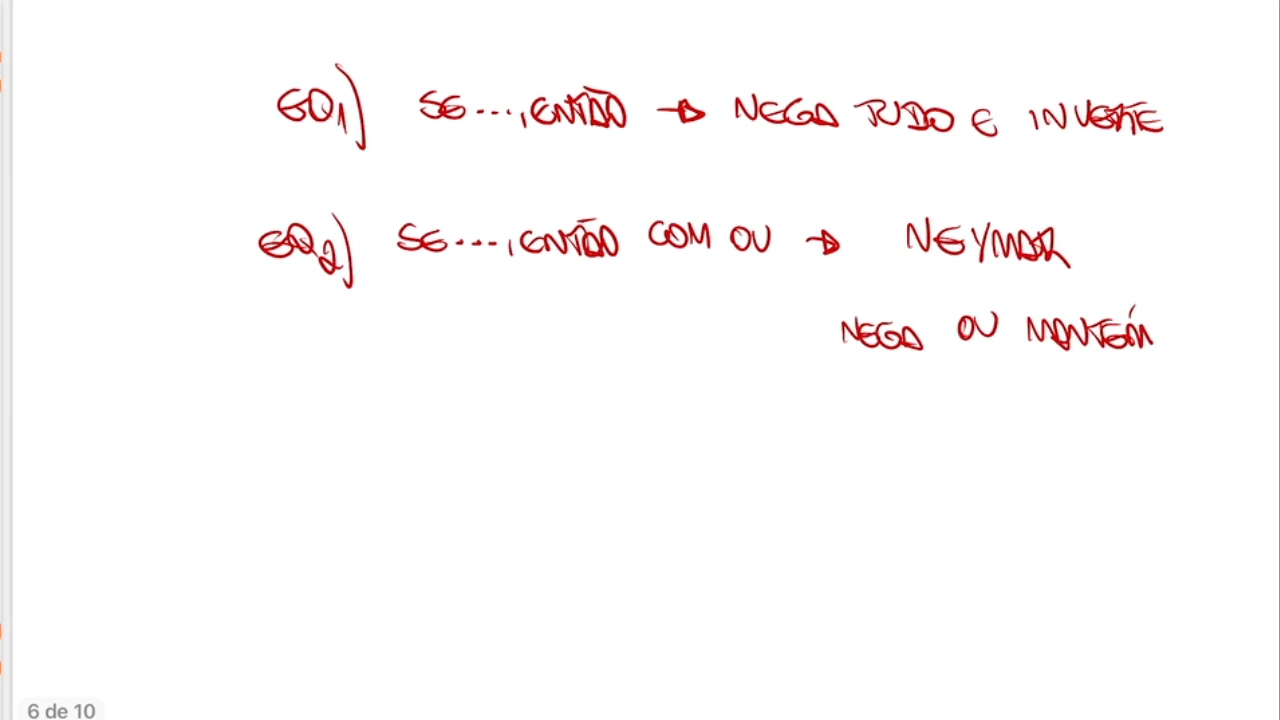 EQ1) SE...,ENTÃO → NEGA TUDO E INVERTE
EQ2) SE...,ENTÃO COM OU → NEYMAR
NEGA OU MANTÉM
6 de 10